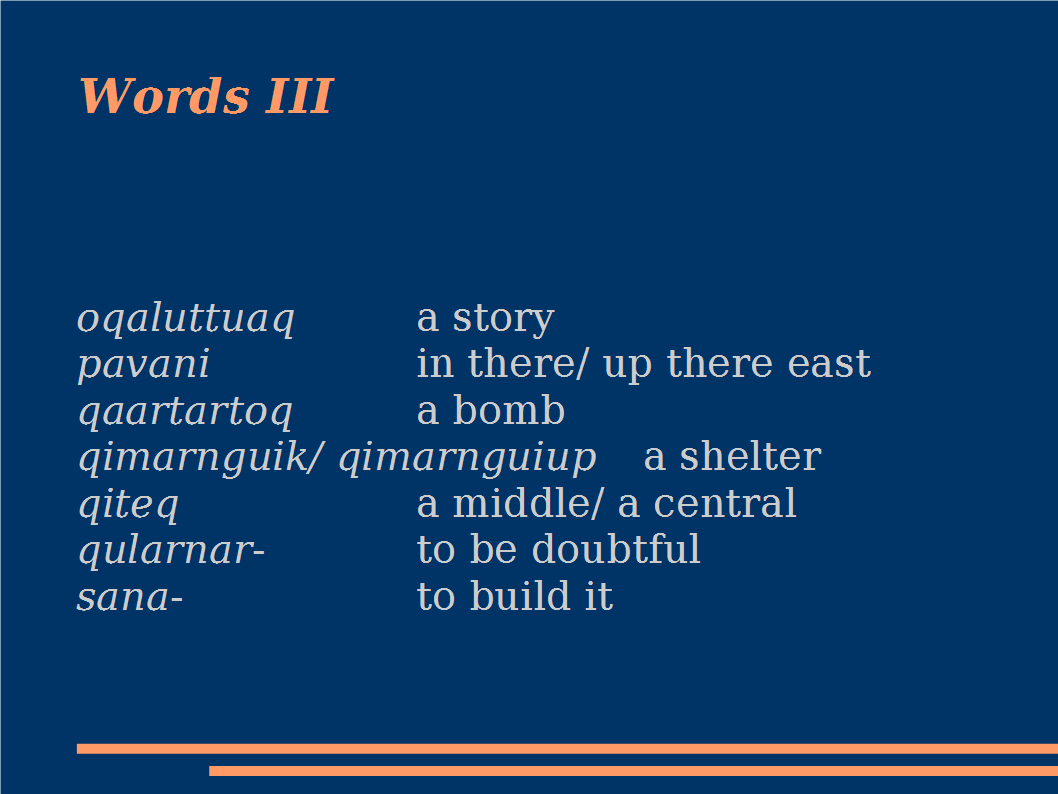 Words III
oqaluttuaq a story
pavani in there/ up there east
qaartartoq a bomb
qimarnguik/ qimarnguiup a shelter
qiteq a middle/ a central
qularnar- to be doubtful
sana- to build it